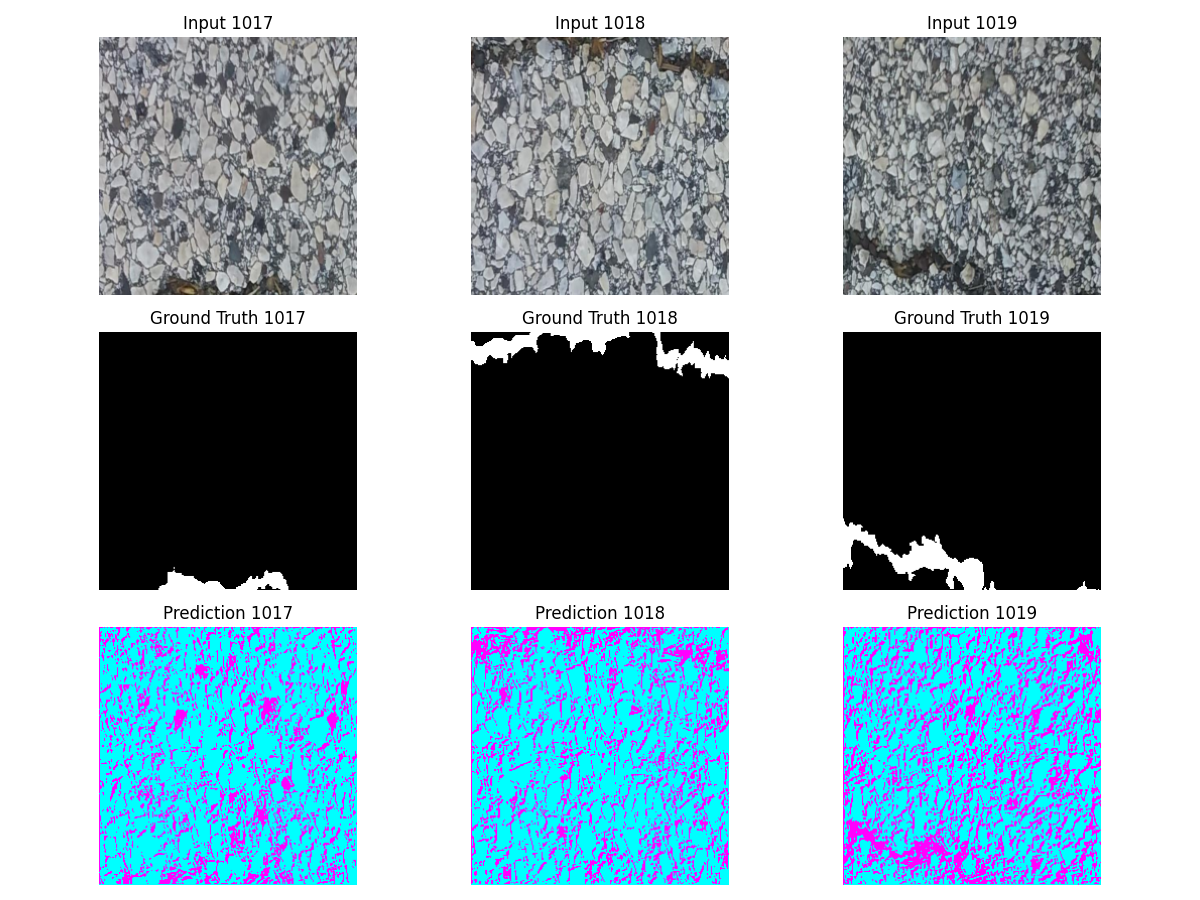 Input 1017
Input 1018
Input 1019
Ground Truth 1017
Ground Truth 1018
Ground Truth 1019
Prediction 1017
Prediction 1018
Prediction 1019